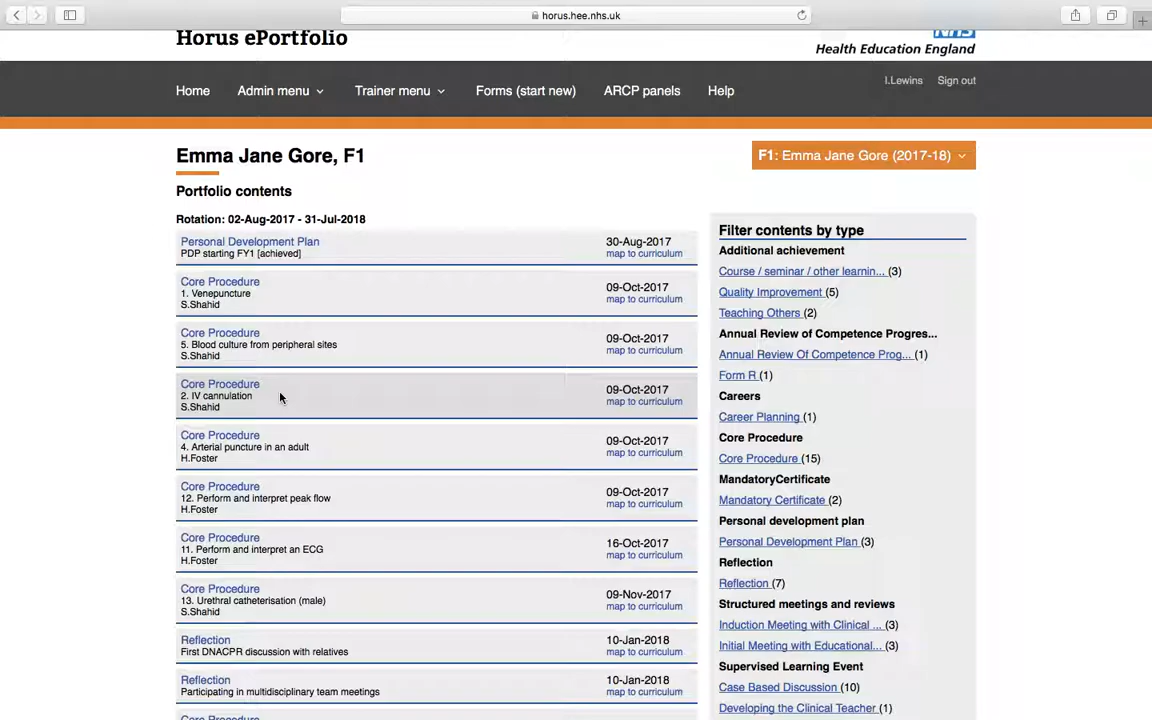 horus.hee.nhs.uk
Horus ePortfolio
NHS
Health Education England
Home
Admin menu
Trainer menu
Forms (start new)
ARCP panels
Help
I.Lewins
Sign out
Emma Jane Gore, F1
F1: Emma Jane Gore (2017-18)
Portfolio contents
Rotation: 02-Aug-2017 - 31-Jul-2018
Personal Development Plan
30-Aug-2017
PDP starting FY1 [achieved]
map to curriculum
Core Procedure
09-Oct-2017
1. Venepuncture
map to curriculum
S.Shahid
Core Procedure
09-Oct-2017
5. Blood culture from peripheral sites
map to curriculum
S.Shahid
Core Procedure
09-Oct-2017
2. IV cannulation
map to curriculum
S.Shahid
Core Procedure
09-Oct-2017
4. Arterial puncture in an adult
map to curriculum
H.Foster
Core Procedure
09-Oct-2017
12. Perform and interpret peak flow
map to curriculum
H.Foster
Core Procedure
16-Oct-2017
11. Perform and interpret an ECG
map to curriculum
H.Foster
Core Procedure
09-Nov-2017
13. Urethral catheterisation (male)
map to curriculum
S.Shahid
Reflection
10-Jan-2018
First DNACPR discussion with relatives
map to curriculum
Reflection
10-Jan-2018
Participating in multidisciplinary team meetings
map to curriculum
Core Procedure
Filter contents by type
Additional achievement
Course / seminar / other learnin... (3)
Quality Improvement (5)
Teaching Others (2)
Annual Review of Competence Progres...
Annual Review Of Competence Prog... (1)
Form R (1)
Careers
Career Planning (1)
Core Procedure
Core Procedure (15)
MandatoryCertificate
Mandatory Certificate (2)
Personal development plan
Personal Development Plan (3)
Reflection
Reflection (7)
Structured meetings and reviews
Induction Meeting with Clinical ... (3)
Initial Meeting with Educational... (3)
Supervised Learning Event
Case Based Discussion (10)
Developing the Clinical Teacher (1)